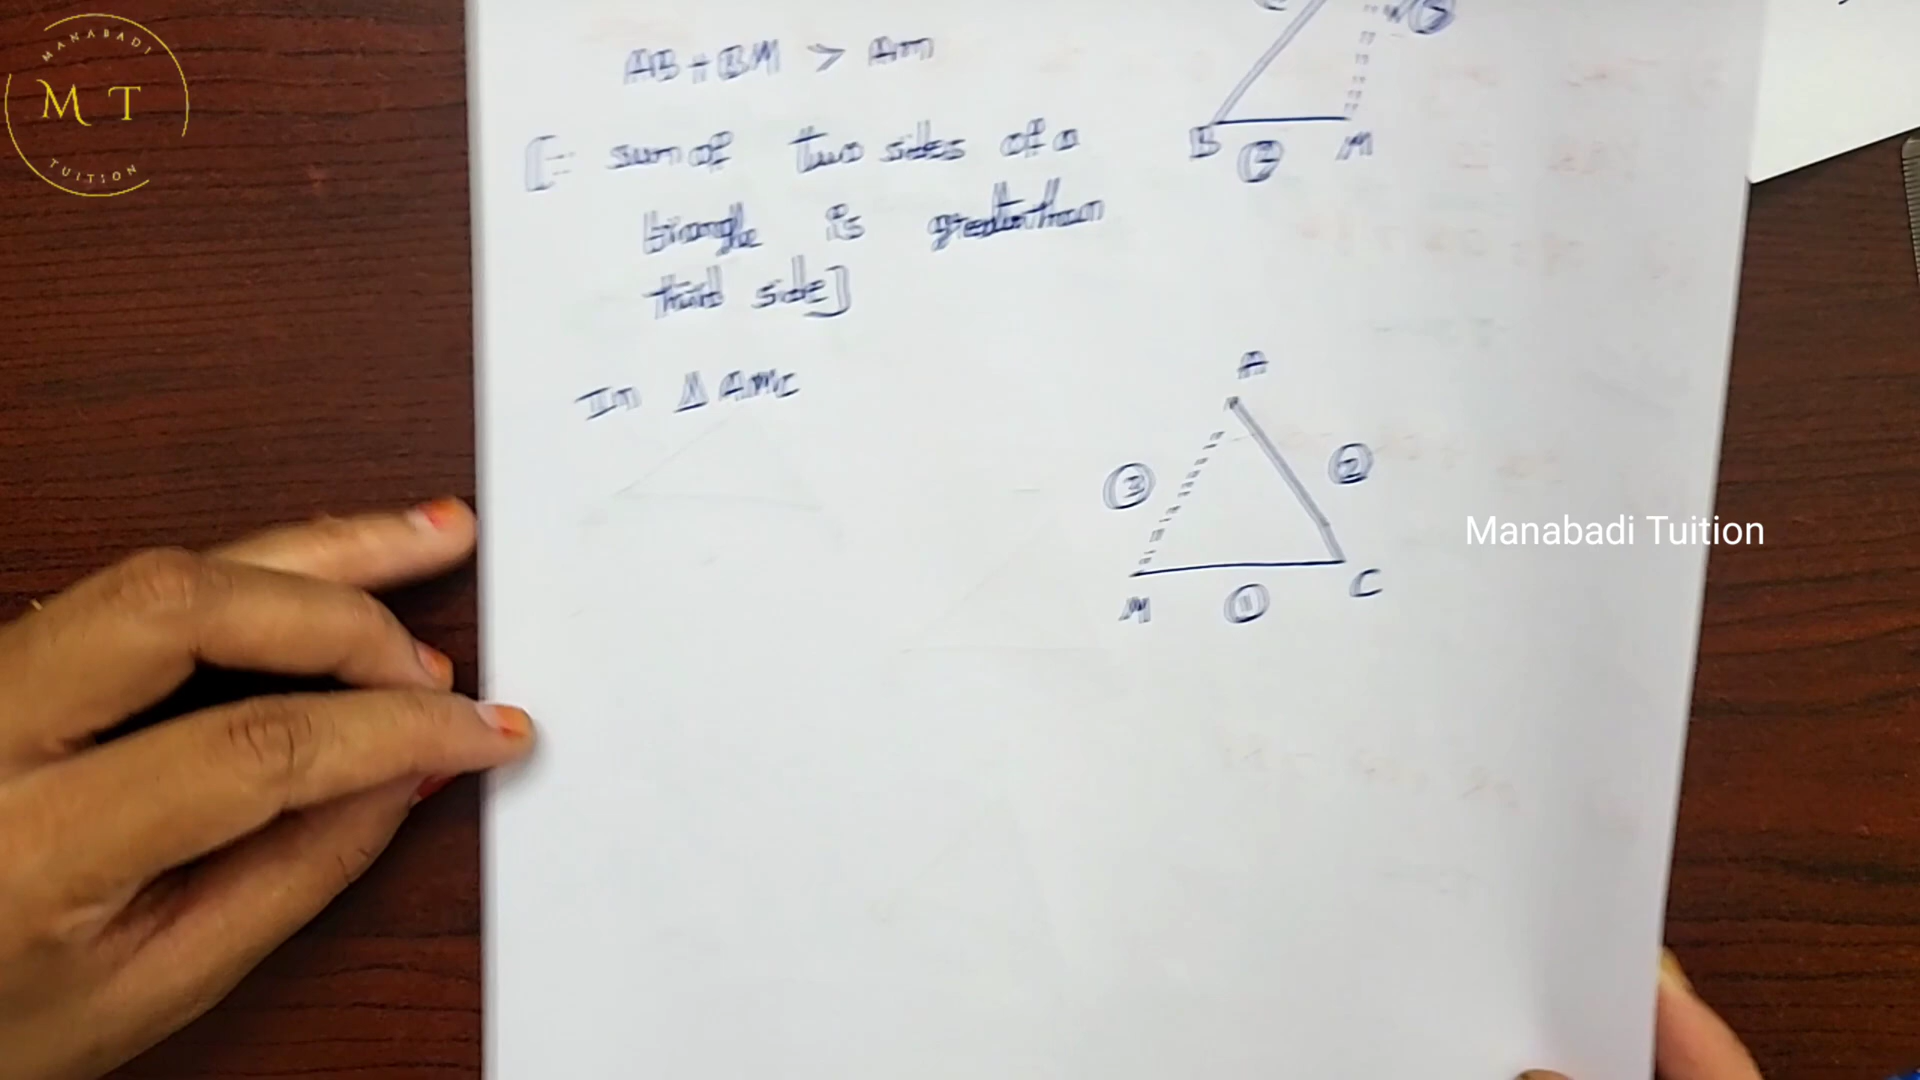 MANABADI
M T
TUITION
AB + BM > AM
[∵ sum of two sides of a
triangle is greater than
third side]
B ② M
In Δ AMC
A
③ ②
Manabadi Tuition
M ① C